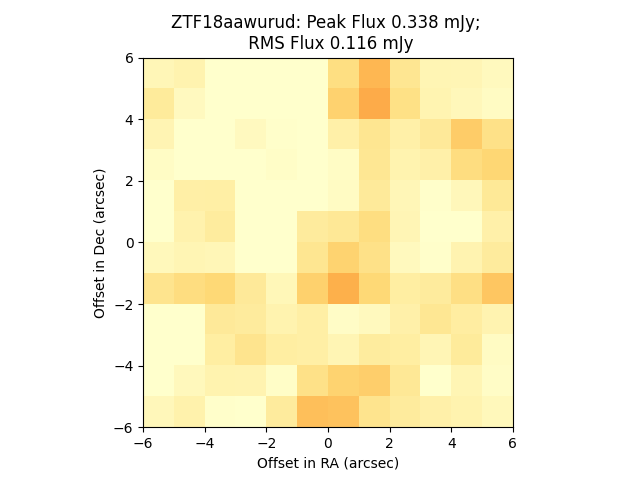 ZTF18aawurud: Peak Flux 0.338 mJy;
RMS Flux 0.116 mJy
6
4
2
0
−2
−4
−6
Offset in Dec (arcsec)
−6 −4 −2 0 2 4 6
Offset in RA (arcsec)